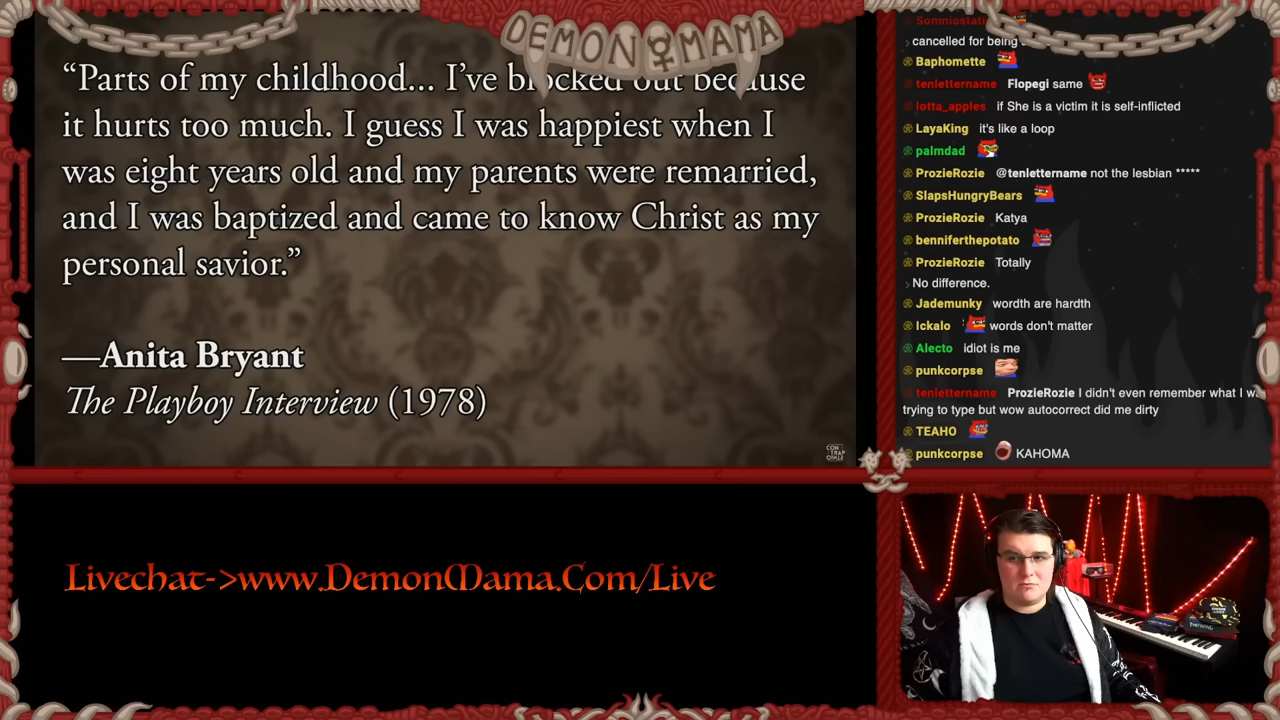 DEMON MAMA
“Parts of my childhood... I’ve blocked out because
it hurts too much. I guess I was happiest when I
was eight years old and my parents were remarried,
and I was baptized and came to know Christ as my
personal savior.”
—Anita Bryant
The Playboy Interview (1978)
CON
TRAP
Livechat->www.DemonMama.Com/Live
cancelled for being
Baphomette
tenlettername Flopegi same
lotta_apples if She is a victim it is self-inflicted
LayaKing it's like a loop
palmdad
ProzieRozie @tenlettername not the lesbian *****
SlapsHungryBears
ProzieRozie Katya
benniferthepotato
ProzieRozie Totally
› No difference.
Jademunky wordth are hardth
Ickalo words don't matter
Alecto idiot is me
punkcorpse
tenlettername ProzieRozie I didn't even remember what I
trying to type but wow autocorrect did me dirty
TEAHO
punkcorpse KAHOMA